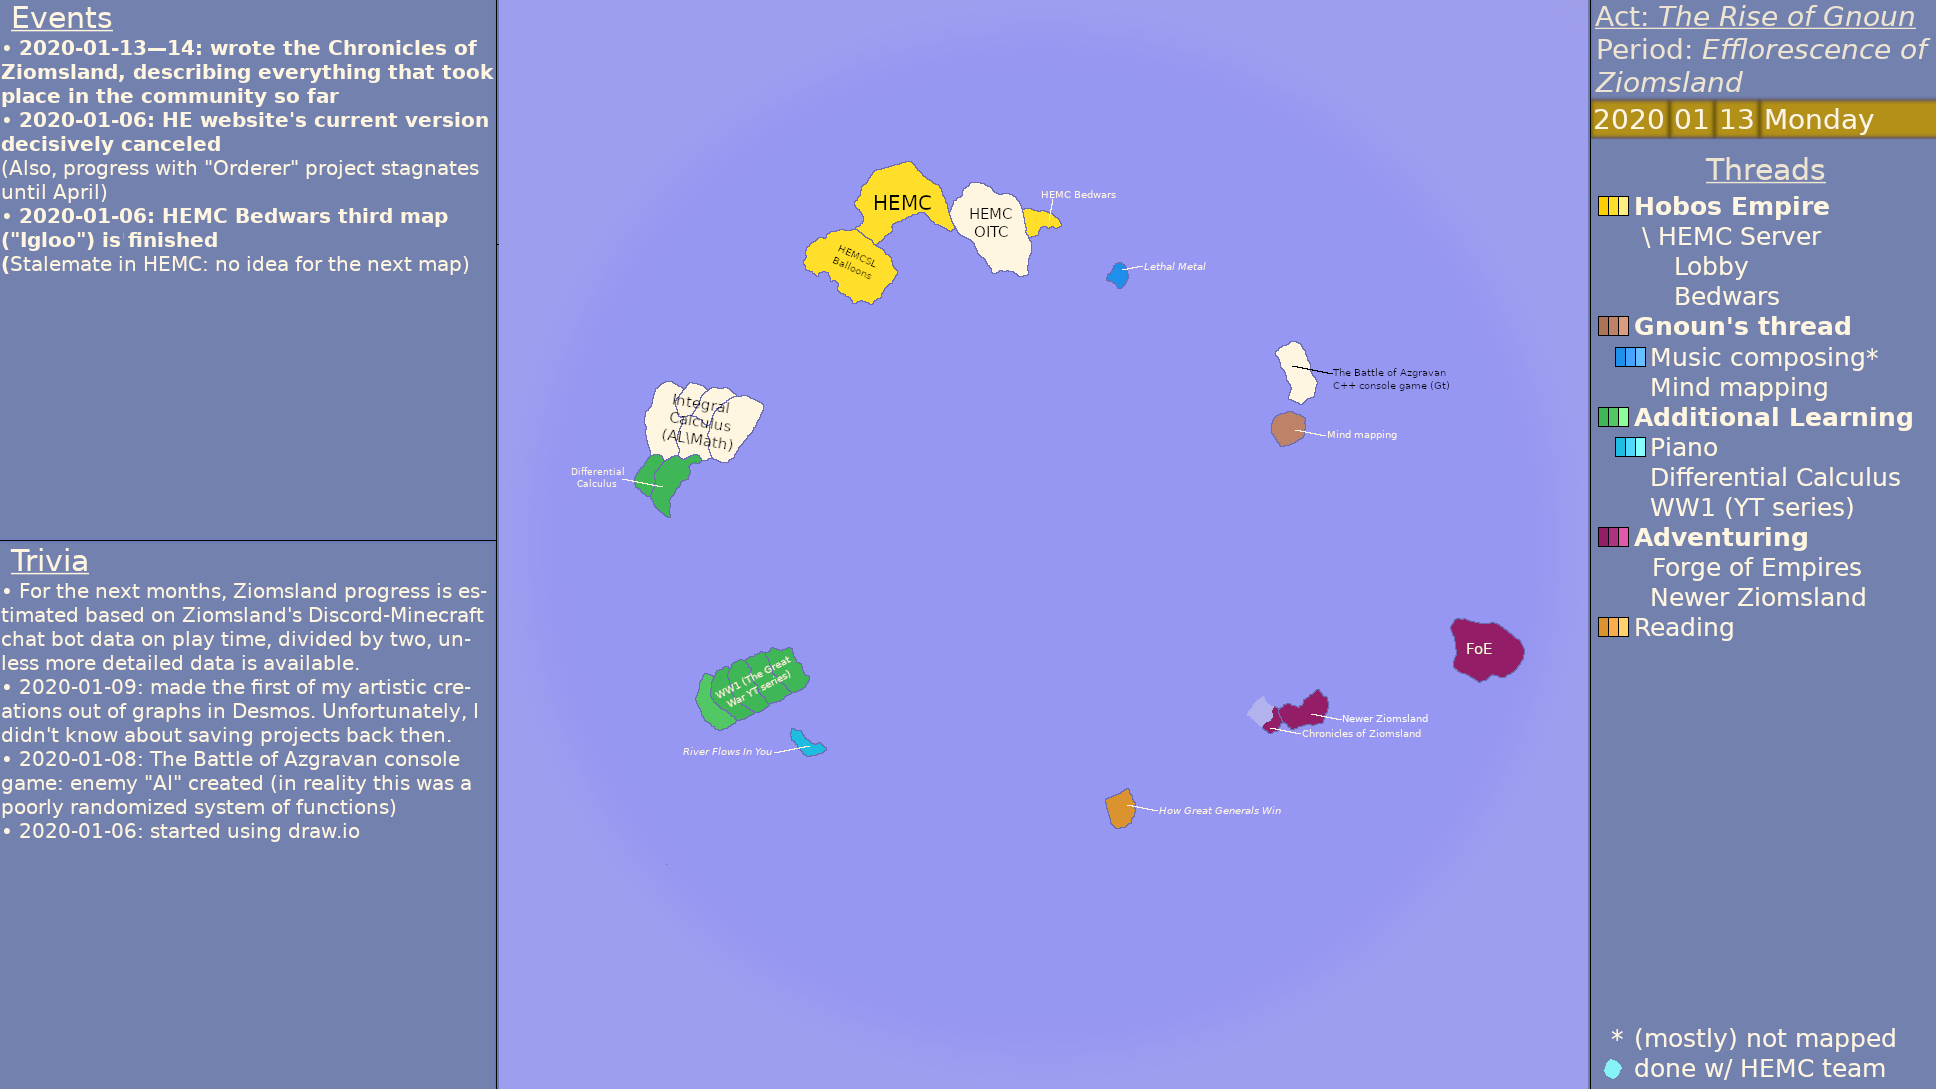 Events
• 2020-01-13—14: wrote the Chronicles of
Ziomsland, describing everything that took
place in the community so far
• 2020-01-06: HE website's current version
decisively canceled
(Also, progress with "Orderer" project stagnates
until April)
• 2020-01-06: HEMC Bedwars third map
("Igloo") is finished
(Stalemate in HEMC: no idea for the next map)
Trivia
• For the next months, Ziomsland progress is es-
timated based on Ziomsland's Discord-Minecraft
chat bot data on play time, divided by two, un-
less more detailed data is available.
• 2020-01-09: made the first of my artistic cre-
ations out of graphs in Desmos. Unfortunately, I
didn't know about saving projects back then.
• 2020-01-08: The Battle of Azgravan console
game: enemy "AI" created (in reality this was a
poorly randomized system of functions)
• 2020-01-06: started using draw.io
HEMC
HEMC
OITC
HEMC Bedwars
HEMCSL
Balloons
Lethal Metal
The Battle of Azgravan
C++ console game (Gt)
Mind mapping
Integral
Calculus
(AL\Math)
Differential
Calculus
WW1 (The Great
War YT series)
River Flows In You
FoE
Newer Ziomsland
Chronicles of Ziomsland
How Great Generals Win
Act: The Rise of Gnoun
Period: Efflorescence of
Ziomsland
2020 01 13 Monday
Threads
Hobos Empire
\ HEMC Server
Lobby
Bedwars
Gnoun's thread
Music composing*
Mind mapping
Additional Learning
Piano
Differential Calculus
WW1 (YT series)
Adventuring
Forge of Empires
Newer Ziomsland
Reading
* (mostly) not mapped
done w/ HEMC team